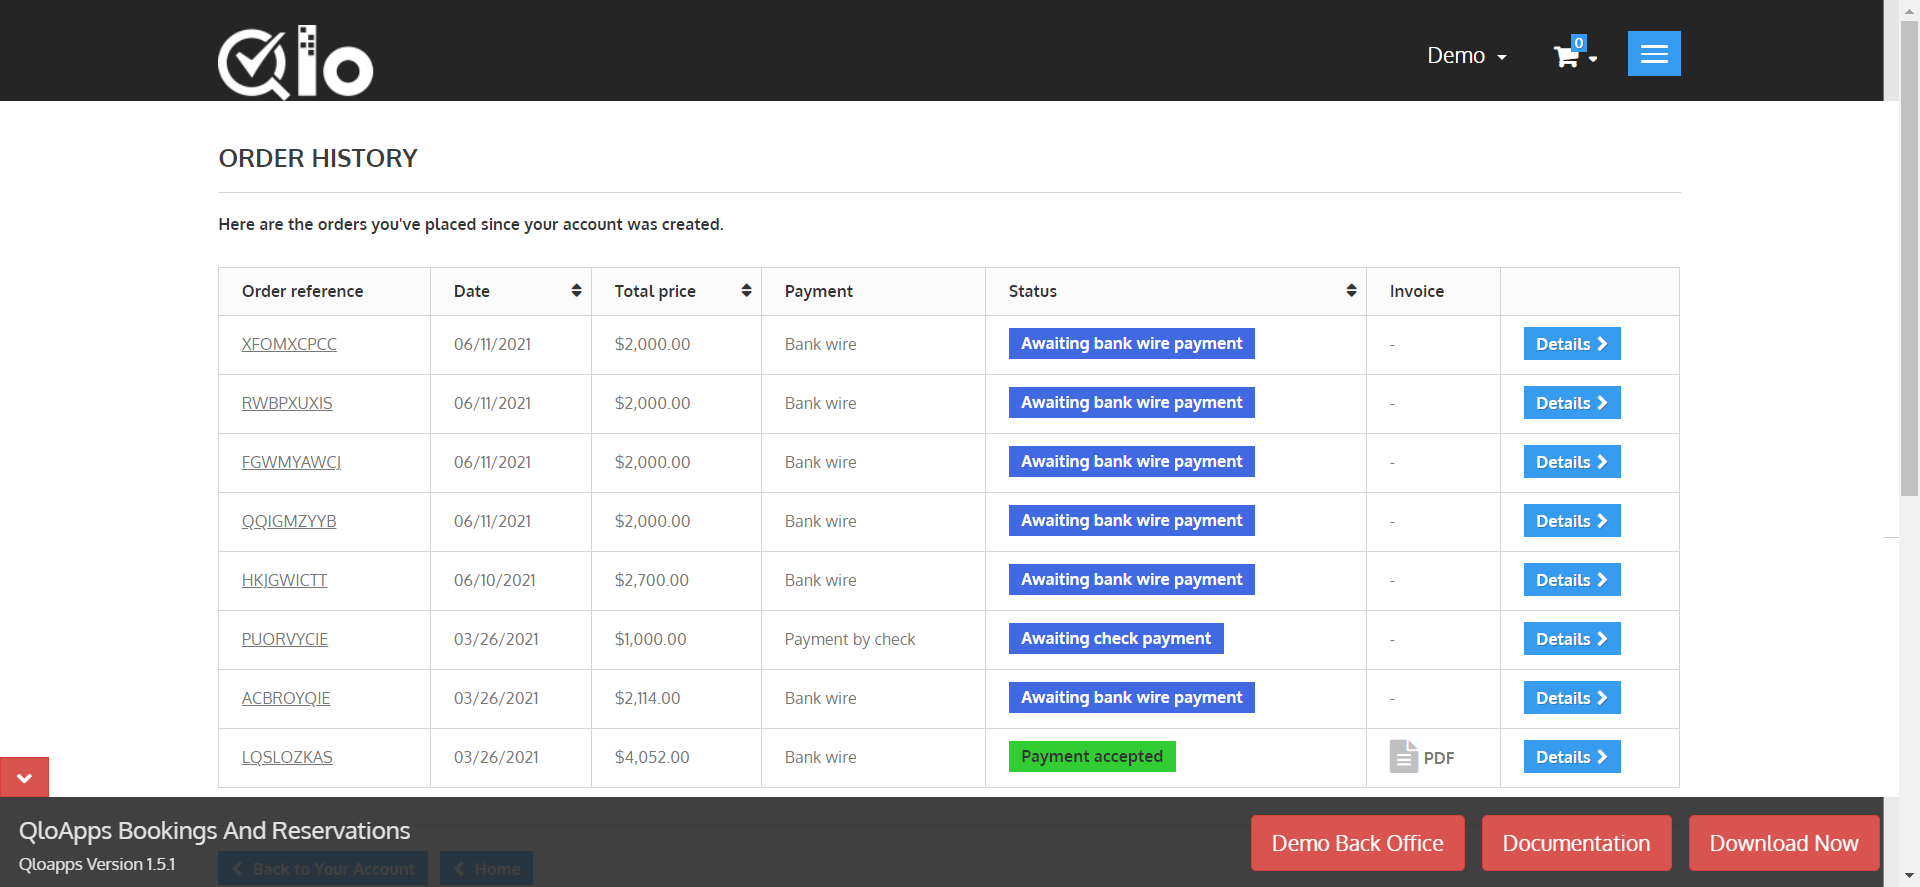 Qlo
Demo
0
ORDER HISTORY
Here are the orders you've placed since your account was created.
Order reference Date Total price Payment Status Invoice
XFOMXCPCC 06/11/2021 $2,000.00 Bank wire Awaiting bank wire payment - Details
RWBPXUXIS 06/11/2021 $2,000.00 Bank wire Awaiting bank wire payment - Details
FGWMYAWCJ 06/11/2021 $2,000.00 Bank wire Awaiting bank wire payment - Details
QQIGMZYYB 06/11/2021 $2,000.00 Bank wire Awaiting bank wire payment - Details
HKJGWICTT 06/10/2021 $2,700.00 Bank wire Awaiting bank wire payment - Details
PUORVYCIE 03/26/2021 $1,000.00 Payment by check Awaiting check payment - Details
ACBROYQIE 03/26/2021 $2,114.00 Bank wire Awaiting bank wire payment - Details
LQSLOZKAS 03/26/2021 $4,052.00 Bank wire Payment accepted PDF Details
QloApps Bookings And Reservations
Qloapps Version 1.5.1
Back to Your Account Home
Demo Back Office Documentation Download Now